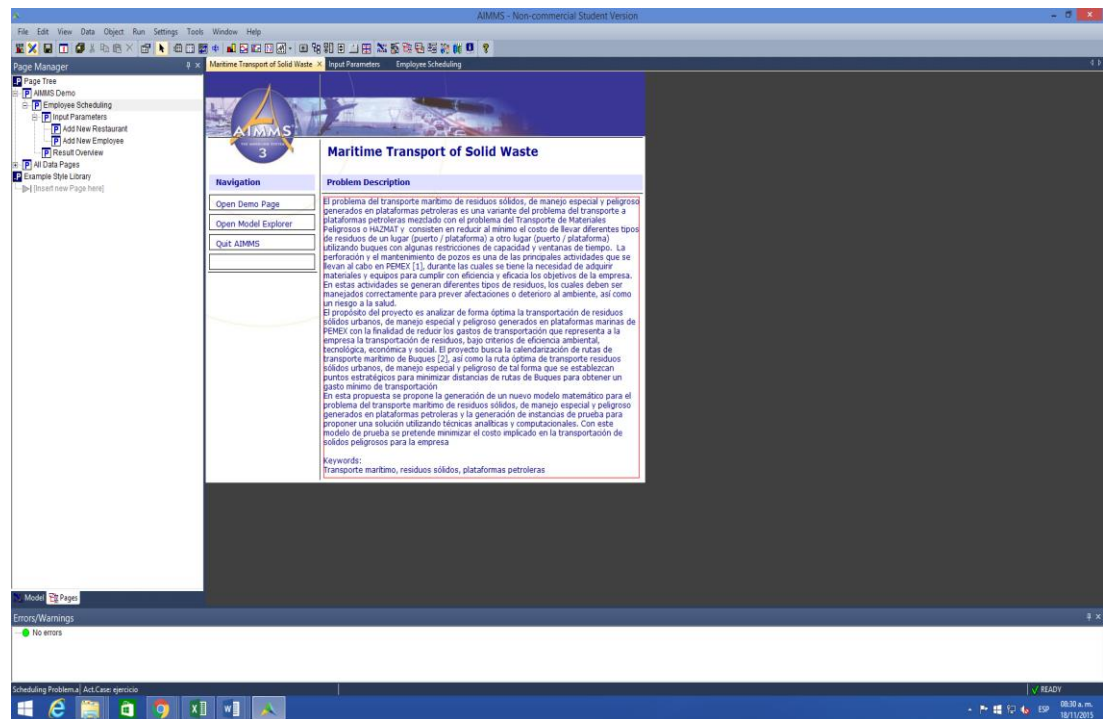 AIMMS - Non-commercial Student Version
File Edit View Data Object Run Settings Tools Window Help
Page Manager
Maritime Transport of Solid Waste
Input Parameters
Employee Scheduling
Page Tree
AIMMS Demo
Employee Scheduling
Input Parameters
Add New Restaurant
Add New Employee
Result Overview
All Data Pages
Example Style Library
[Insert new Page here]
AIMMS
3
Maritime Transport of Solid Waste
Navigation
Open Demo Page
Open Model Explorer
Quit AIMMS
Problem Description
El problema del transporte marítimo de residuos sólidos, de manejo especial y peligroso
generados en plataformas petroleras es una variante del problema del transporte a
plataformas petroleras mezclado con el problema del Transporte de Materiales
Peligrosos o HAZMAT y consisten en reducir al mínimo el costo de llevar diferentes tipos
de residuos de un lugar (puerto / plataforma) a otro lugar (puerto / plataforma)
utilizando buques con algunas restricciones de capacidad y ventanas de tiempo. La
perforación y el mantenimiento de pozos es una de las principales actividades que se
llevan al cabo en PEMEX [1], durante las cuales se tiene la necesidad de adquirir
materiales y equipos para cumplir con eficiencia y eficacia los objetivos de la empresa.
En estas actividades se generan diferentes tipos de residuos, los cuales deben ser
manejados correctamente para prever afectaciones o deterioro al ambiente, así como
un riesgo a la salud.
El propósito del proyecto es analizar de forma óptima la transportación de residuos
sólidos urbanos, de manejo especial y peligroso generados en plataformas marinas de
PEMEX con la finalidad de reducir los gastos de transportación que representa a la
empresa la transportación de residuos, bajo criterios de eficiencia ambiental,
tecnológica, económica y social. El proyecto busca la calendarización de rutas de
transporte marítimo de Buques [2], así como la ruta óptima de transporte residuos
sólidos urbanos, de manejo especial y peligroso de tal forma que se establezcan
puntos estratégicos para minimizar distancias de rutas de Buques para obtener un
gasto mínimo de transportación
En esta propuesta se propone la generación de un nuevo modelo matemático para el
problema del transporte marítimo de residuos sólidos, de manejo especial y peligroso
generados en plataformas petroleras y la generación de instancias de prueba para
proponer una solución utilizando técnicas analíticas y computacionales. Con este
modelo de prueba se pretende minimizar el costo implicado en la transportación de
solidos peligrosos para la empresa
Keywords:
Transporte marítimo, residuos sólidos, plataformas petroleras
Model
Pages
Errors/Warnings
No errors
Scheduling Problem.a
Act.Case: ejercicio
READY
ESP
08:30 a. m.
18/11/2015